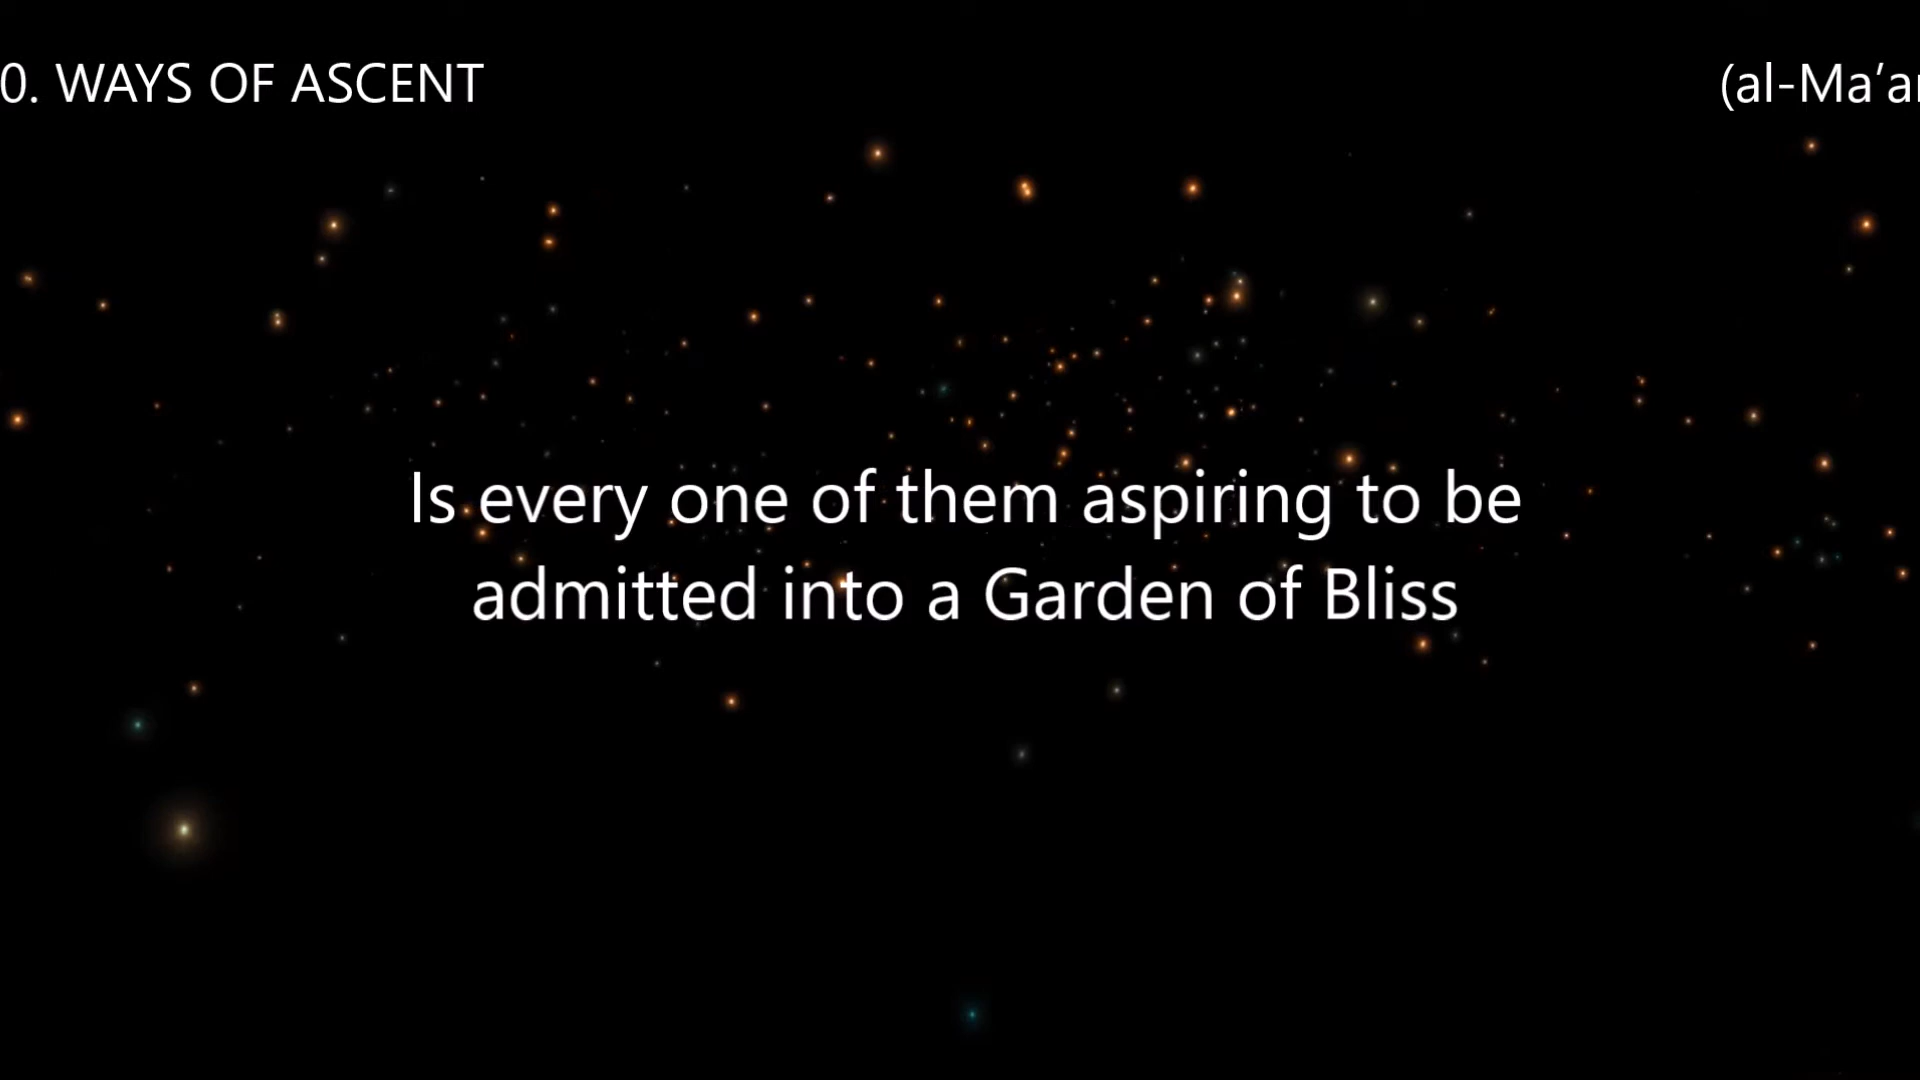 0. WAYS OF ASCENT
(al-Ma’ar
Is every one of them aspiring to be
admitted into a Garden of Bliss